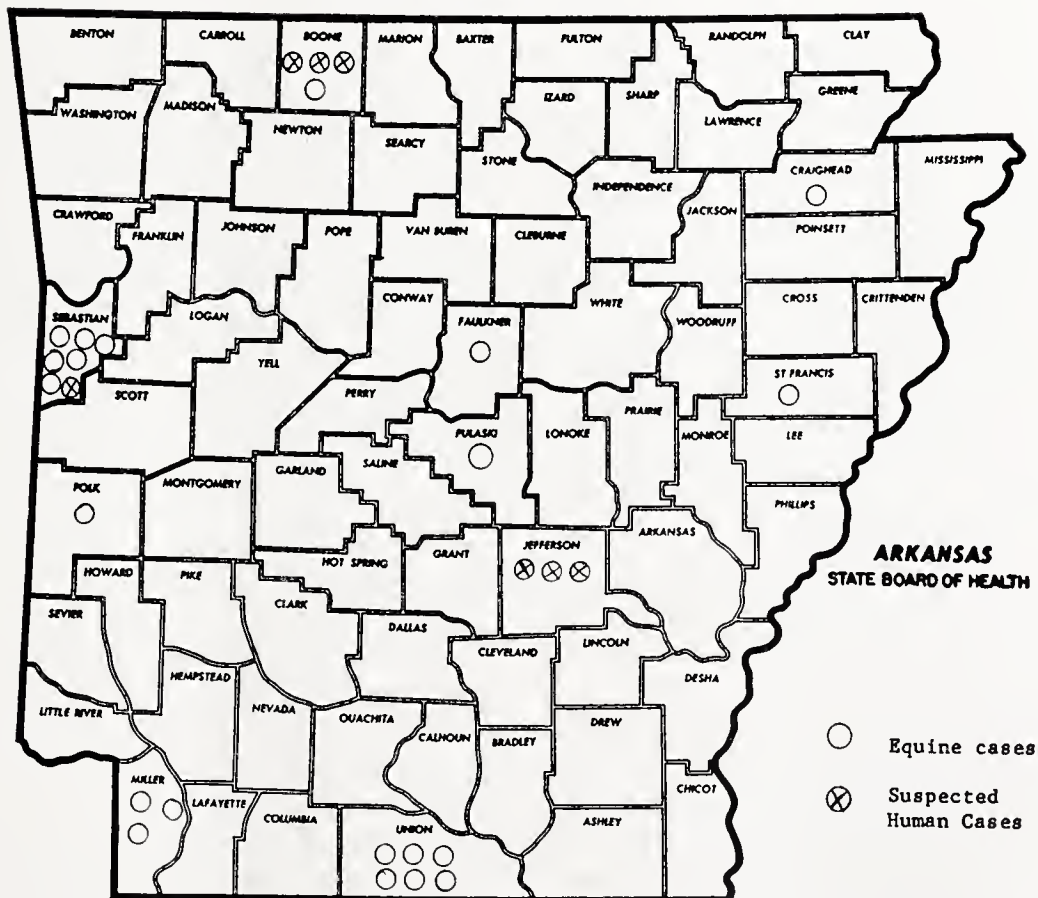 BENTON
CARROLL
BOONE
MARION
BAXTER
FULTON
RANDOLPH
CLAY
WASHINGTON
MADISON
NEWTON
SEARCY
STONE
IZARD
SHARP
LAWRENCE
GREENE
CRAIGHEAD
MISSISSIPPI
INDEPENDENCE
JACKSON
POINSETT
CRAWFORD
FRANKLIN
JOHNSON
POPE
VAN BUREN
CLEBURNE
SEBASTIAN
LOGAN
CONWAY
FAULKNER
WHITE
WOODRUFF
CROSS
CRITTENDEN
YELL
ST FRANCIS
SCOTT
PERRY
PULASKI
LONOKE
PRAIRIE
MONROE
LEE
POLK
MONTGOMERY
GARLAND
SALINE
PHILLIPS
HOT SPRING
GRANT
JEFFERSON
ARKANSAS
HOWARD
PIKE
CLARK
DALLAS
CLEVELAND
LINCOLN
SEVIER
DESHA
HEMPSTEAD
LITTLE RIVER
NEVADA
OUACHITA
CALHOUN
BRADLEY
DREW
MILLER
LAFAYETTE
COLUMBIA
UNION
ASHLEY
CHICOT
ARKANSAS
STATE BOARD OF HEALTH
Equine cases
Suspected
Human Cases